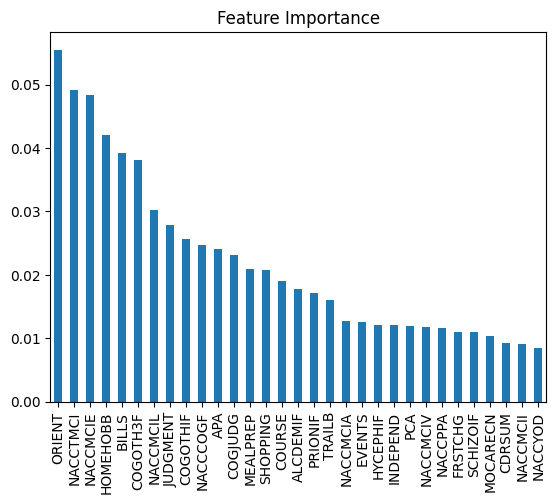 Feature Importance
0.05
0.04
0.03
0.02
0.01
0.00
ORIENT
NACCTMCI
NACCMCIE
HOMEHOBB
BILLS
COGOTH3F
NACCMCIL
JUDGMENT
COGOTHIF
NACCCOGF
APA
COGJUDG
MEALPREP
SHOPPING
COURSE
ALCDEMIF
PRIONIF
TRAILB
NACCMCIA
EVENTS
HYCEPHIF
INDEPEND
PCA
NACCMCIV
NACCPPA
FRSTCHG
SCHIZOIF
MOCARECN
CDRSUM
NACCMCII
NACCYOD